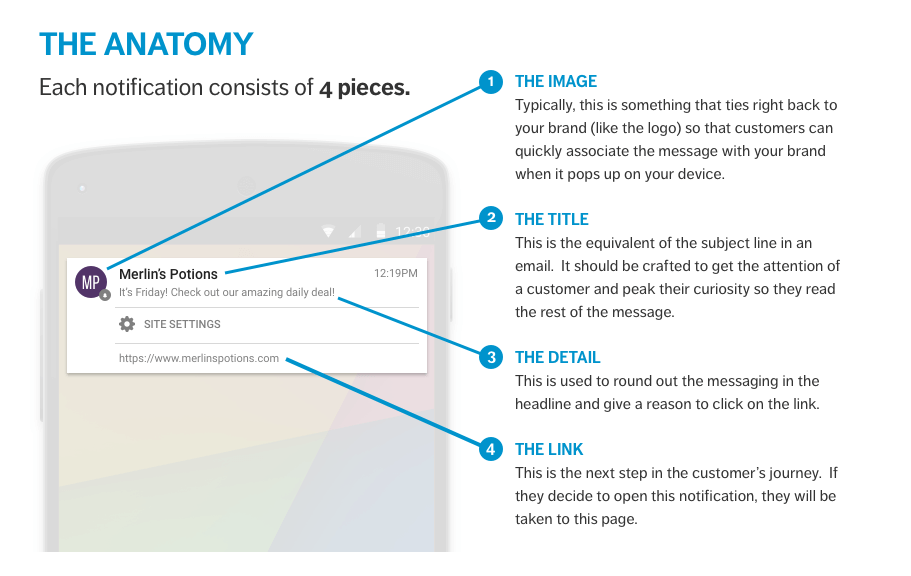 THE ANATOMY
Each notification consists of 4 pieces.
12:30
MP
Merlin's Potions
12:19PM
It's Friday! Check out our amazing daily deal!
SITE SETTINGS
https://www.merlinspotions.com
1
THE IMAGE
Typically, this is something that ties right back to
your brand (like the logo) so that customers can
quickly associate the message with your brand
when it pops up on your device.
2
THE TITLE
This is the equivalent of the subject line in an
email.  It should be crafted to get the attention of
a customer and peak their curiosity so they read
the rest of the message.
3
THE DETAIL
This is used to round out the messaging in the
headline and give a reason to click on the link.
4
THE LINK
This is the next step in the customer's journey.  If
they decide to open this notification, they will be
taken to this page.